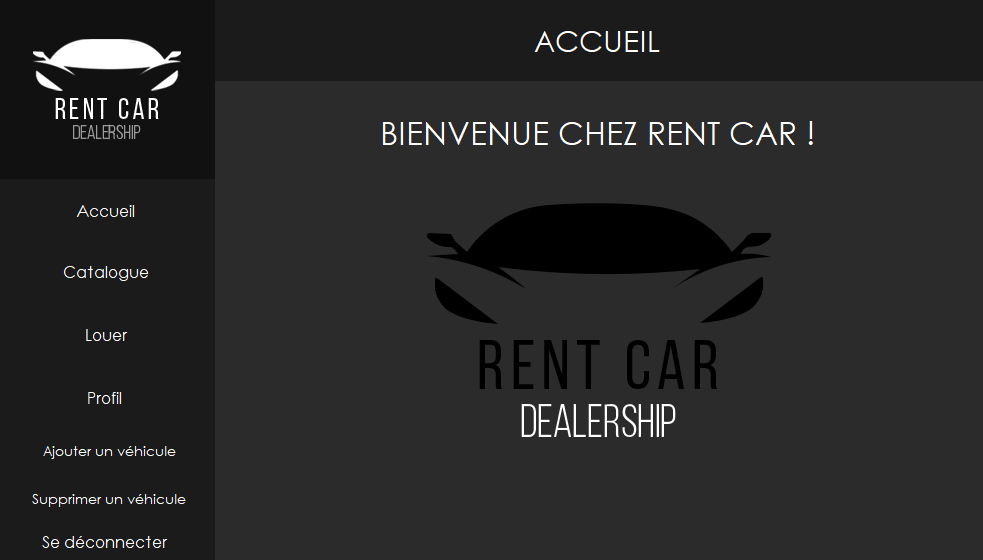 RENT CAR
DEALERSHIP
Accueil
Catalogue
Louer
Profil
Ajouter un véhicule
Supprimer un véhicule
Se déconnecter
ACCUEIL
BIENVENUE CHEZ RENT CAR !
RENT CAR
DEALERSHIP